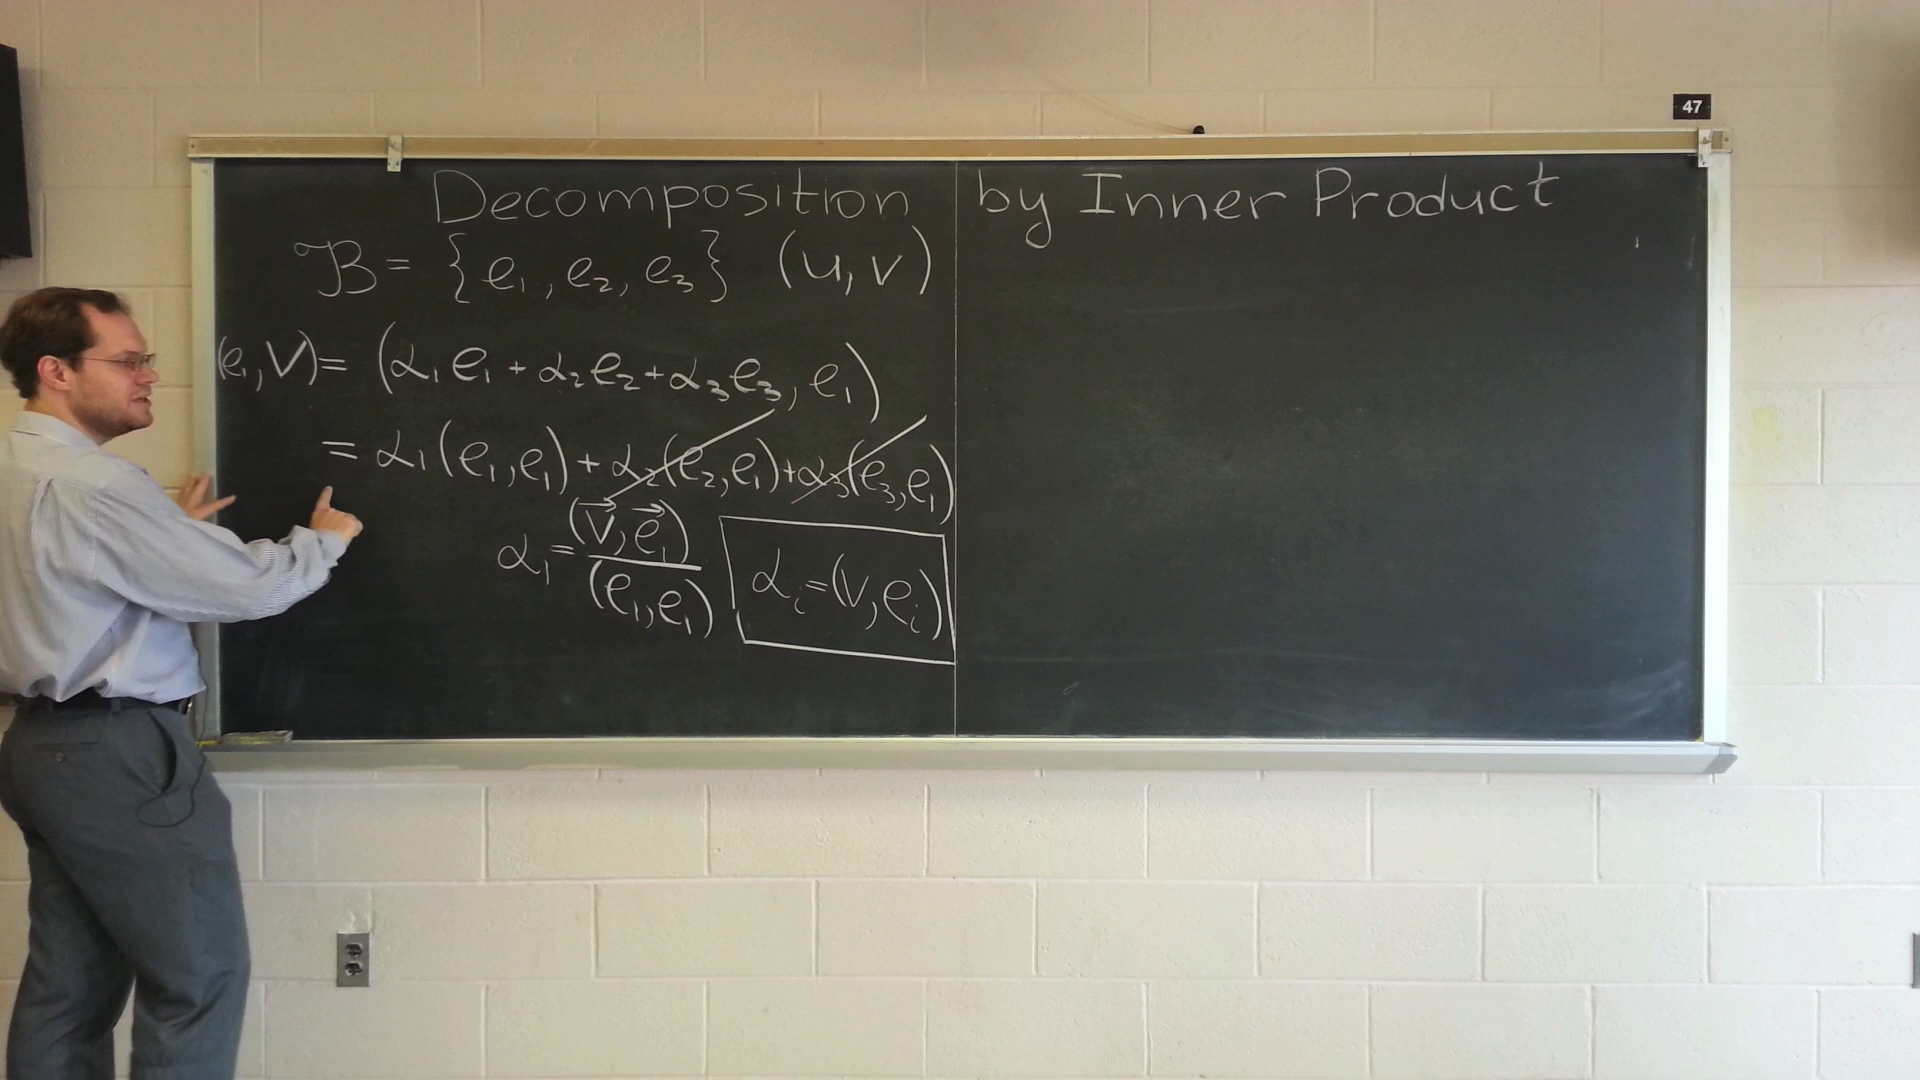 47
Decomposition by Inner Product
ℬ = {e₁, e₂, e₃} (u, v)
(e₁, V) = (α₁e₁ + α₂e₂ + α₃e₃, e₁)
= α₁(e₁, e₁) + α₂(e₂, e₁) + α₃(e₃, e₁)
α₁ = (v⃗, e⃗₁) / (e₁, e₁)
αᵢ = (v, eᵢ)